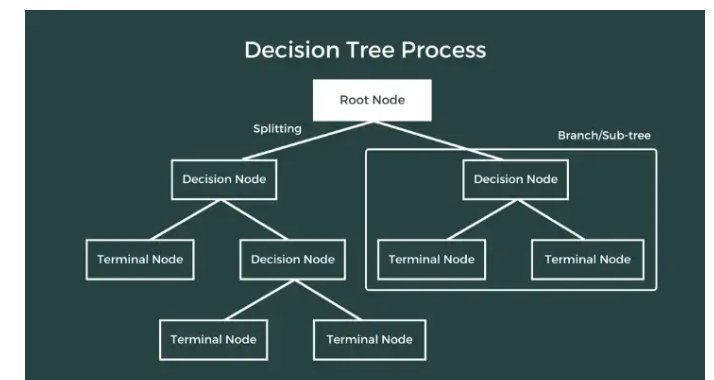 Decision Tree Process
Root Node
Splitting
Branch/Sub-tree
Decision Node
Decision Node
Terminal Node
Decision Node
Terminal Node
Terminal Node
Terminal Node
Terminal Node